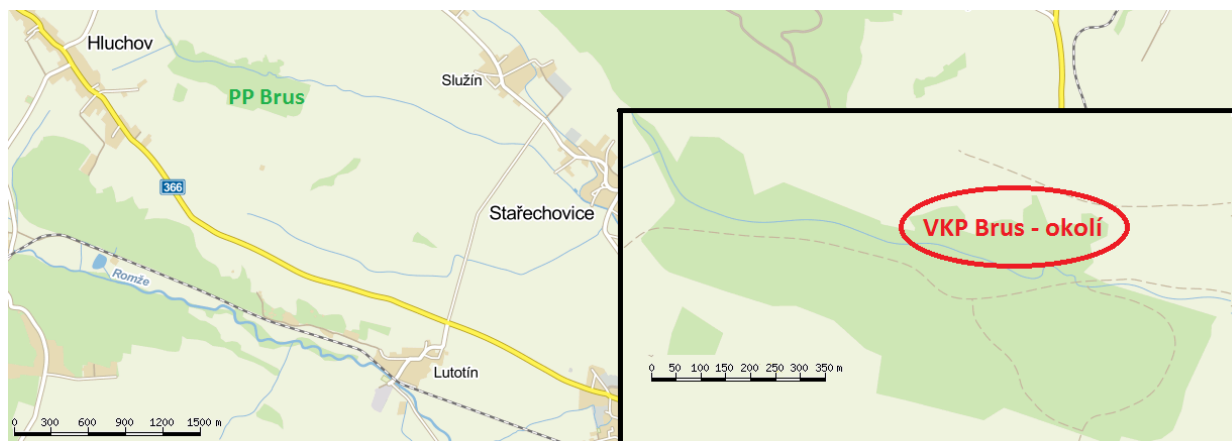 Hluchov
PP Brus
Služín
366
Stařechovice
Romže
Lutotín
0 300 600 900 1200 1500 m
VKP Brus - okolí
0 50 100 150 200 250 300 350 m